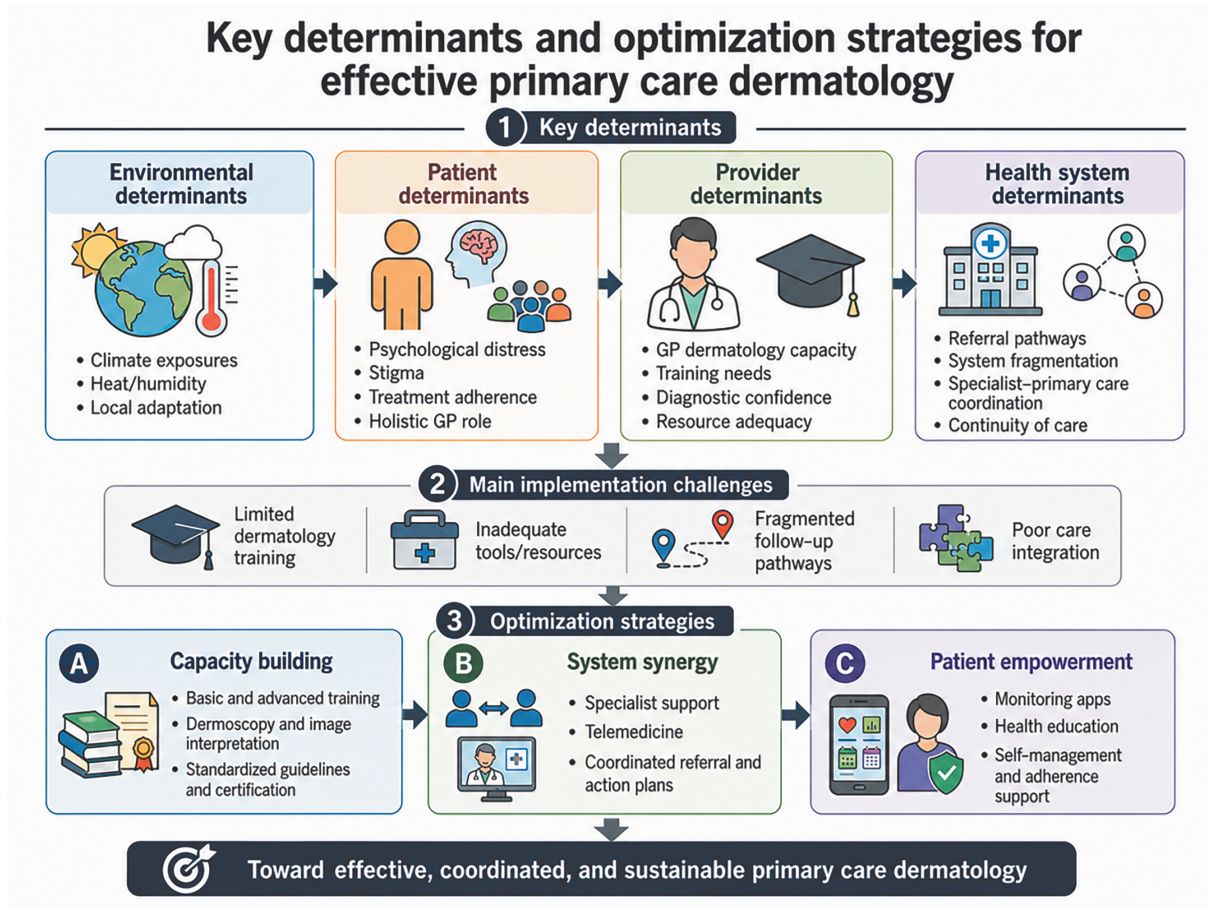 Key determinants and optimization strategies for
effective primary care dermatology
1 Key determinants
Environmental
determinants
• Climate exposures
• Heat/humidity
• Local adaptation
Patient
determinants
• Psychological distress
• Stigma
• Treatment adherence
• Holistic GP role
Provider
determinants
• GP dermatology capacity
• Training needs
• Diagnostic confidence
• Resource adequacy
Health system
determinants
• Referral pathways
• System fragmentation
• Specialist–primary care
coordination
• Continuity of care
2 Main implementation challenges
Limited
dermatology
training
Inadequate
tools/resources
Fragmented
follow-up
pathways
Poor care
integration
3 Optimization strategies
A Capacity building
• Basic and advanced training
• Dermoscopy and image
interpretation
• Standardized guidelines
and certification
B System synergy
• Specialist support
• Telemedicine
• Coordinated referral and
action plans
C Patient empowerment
• Monitoring apps
• Health education
• Self-management
and adherence
support
Toward effective, coordinated, and sustainable primary care dermatology